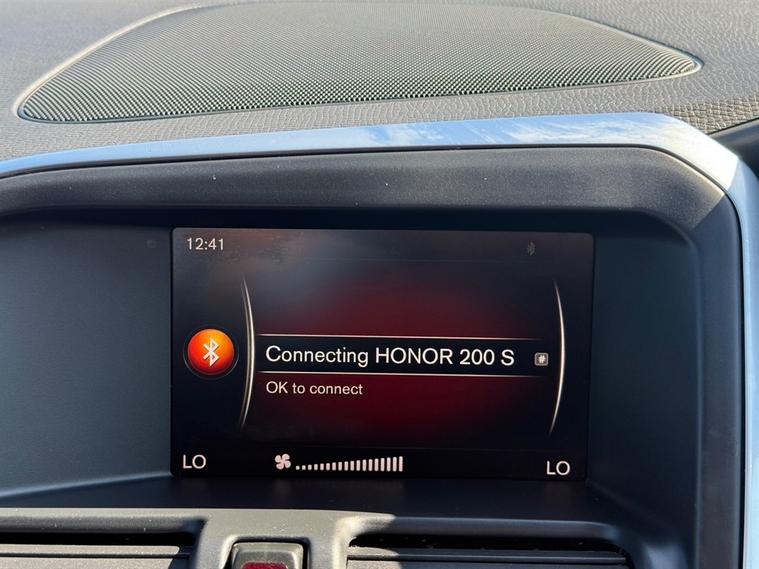 12:41
Connecting HONOR 200 S #
OK to connect
LO LO